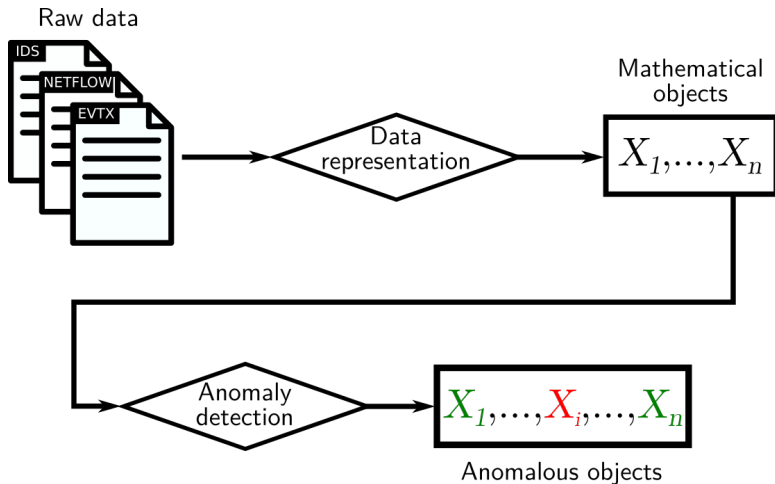 Raw data
IDS
NETFLOW
EVTX
Data
representation
Mathematical
objects
X1,...,Xn
Anomaly
detection
X1,...,Xi,...,Xn
Anomalous objects